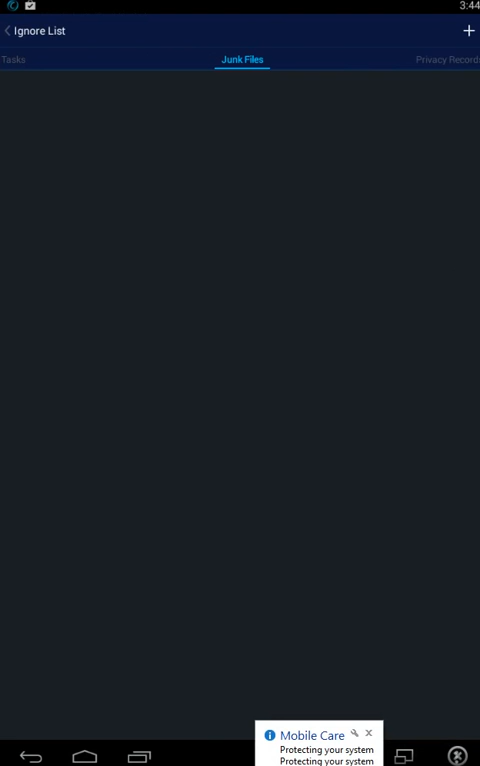 3:44
Ignore List
Tasks
Junk Files
Privacy Records
Mobile Care
Protecting your system
Protecting your system